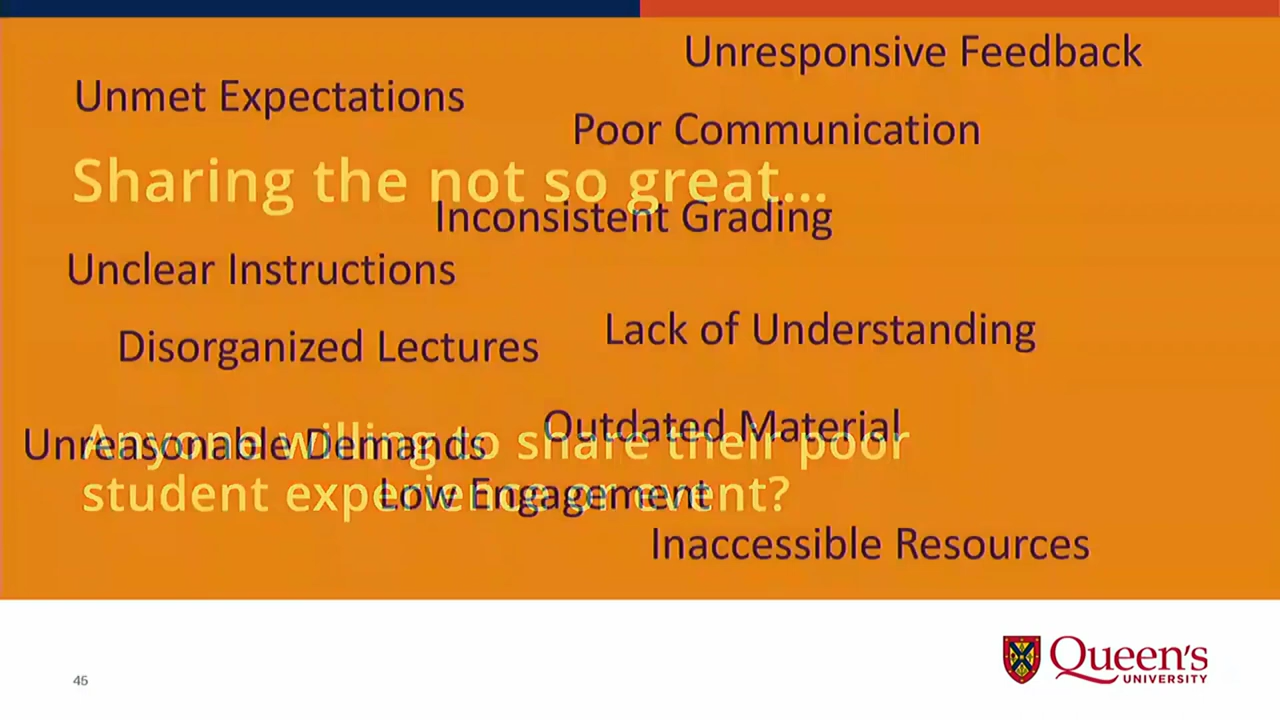 Unresponsive Feedback
Unmet Expectations
Poor Communication
Sharing the not so great...
Inconsistent Grading
Unclear Instructions
Lack of Understanding
Disorganized Lectures
Outdated Material
Anyone willing to share their poor
Unreasonable Demands
student experience or event?
Low Engagement
Inaccessible Resources
Queen's
UNIVERSITY
45